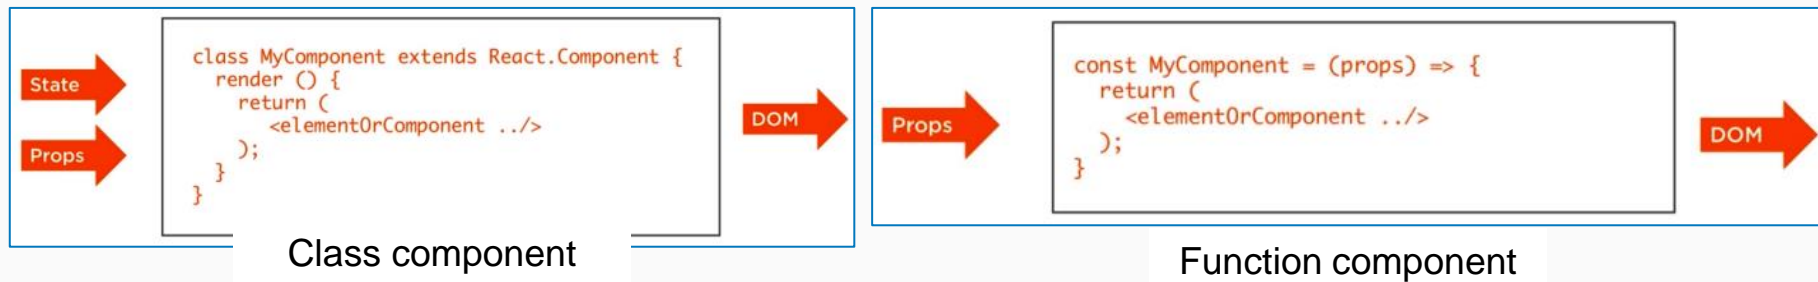 State
Props
class MyComponent extends React.Component {
  render () {
    return (
      <elementOrComponent ../>
    );
  }
}
DOM
Class component
Props
const MyComponent = (props) => {
  return (
    <elementOrComponent ../>
  );
}
DOM
Function component